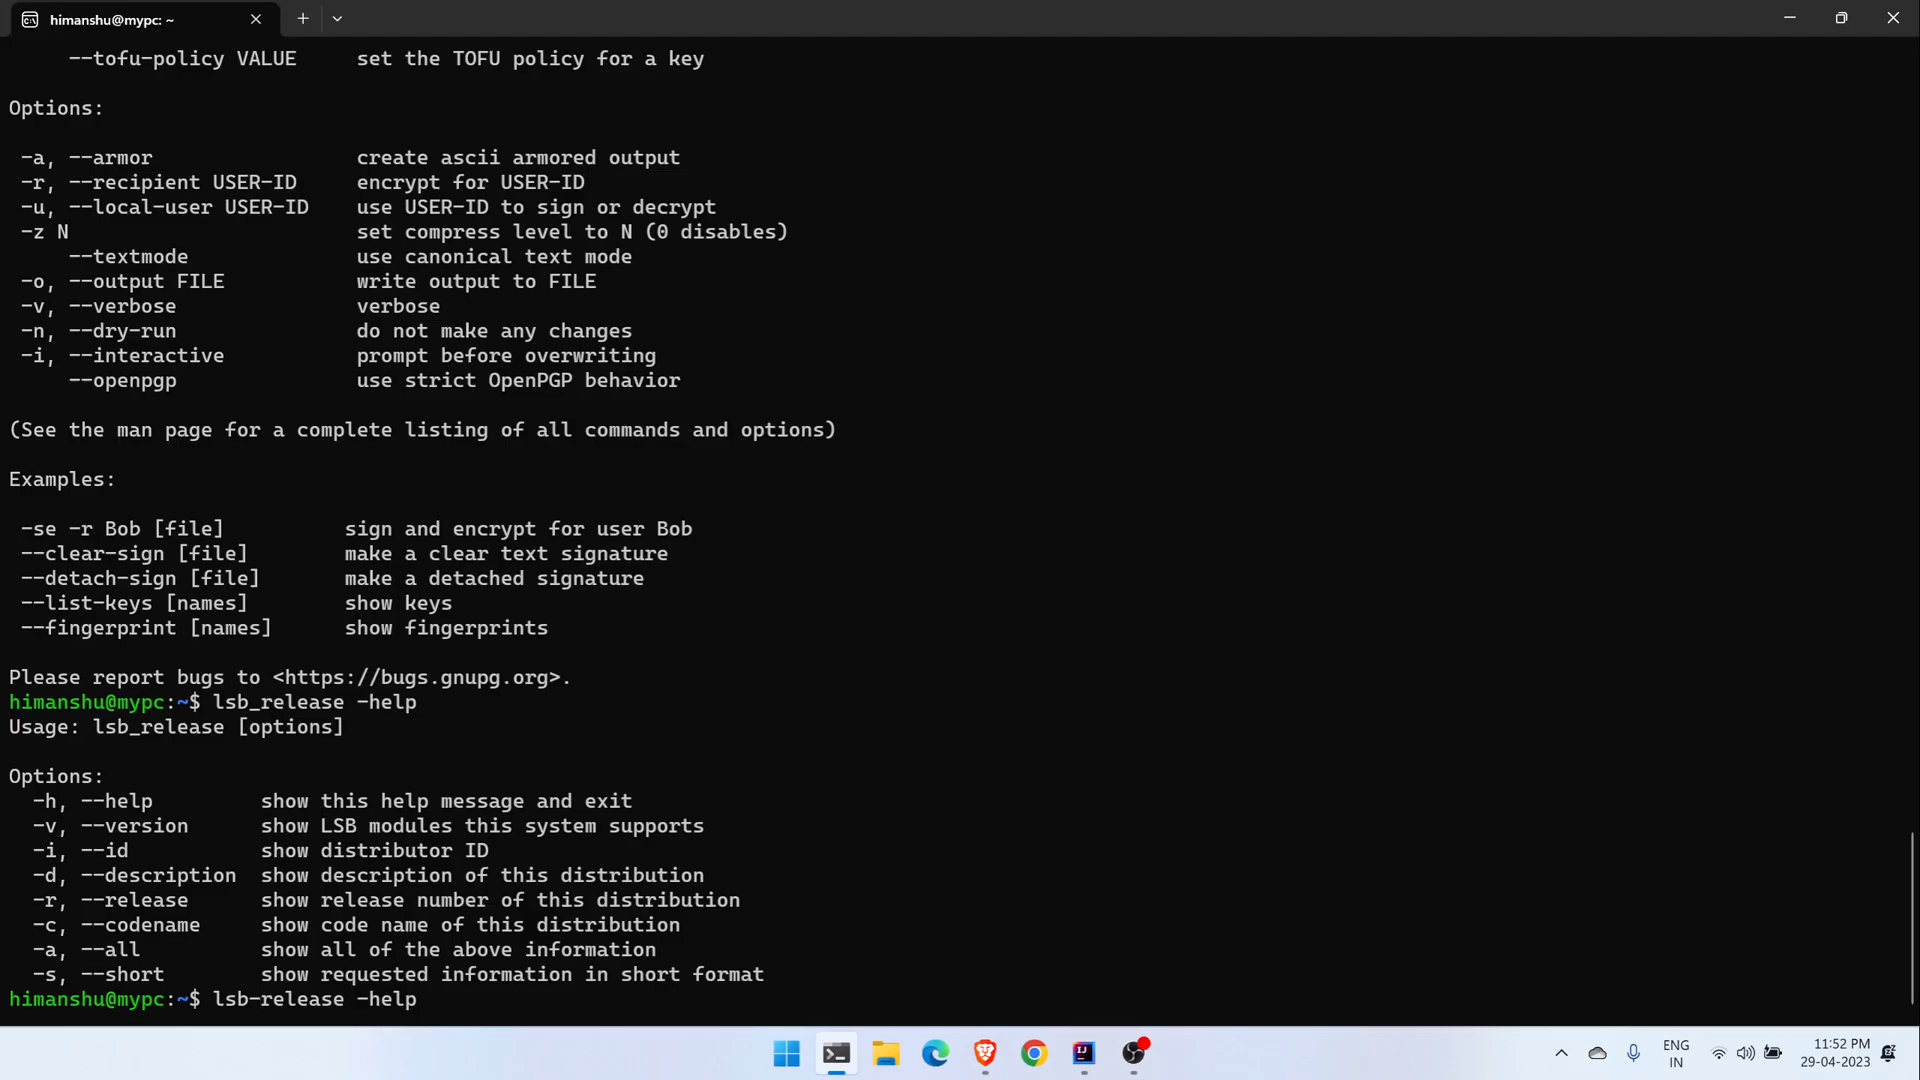 himanshu@mypc: ~
--tofu-policy VALUE set the TOFU policy for a key
Options:
-a, --armor create ascii armored output
-r, --recipient USER-ID encrypt for USER-ID
-u, --local-user USER-ID use USER-ID to sign or decrypt
-z N set compress level to N (0 disables)
--textmode use canonical text mode
-o, --output FILE write output to FILE
-v, --verbose verbose
-n, --dry-run do not make any changes
-i, --interactive prompt before overwriting
--openpgp use strict OpenPGP behavior
(See the man page for a complete listing of all commands and options)
Examples:
-se -r Bob [file] sign and encrypt for user Bob
--clear-sign [file] make a clear text signature
--detach-sign [file] make a detached signature
--list-keys [names] show keys
--fingerprint [names] show fingerprints
Please report bugs to <https://bugs.gnupg.org>.
himanshu@mypc:~$ lsb_release -help
Usage: lsb_release [options]
Options:
-h, --help show this help message and exit
-v, --version show LSB modules this system supports
-i, --id show distributor ID
-d, --description show description of this distribution
-r, --release show release number of this distribution
-c, --codename show code name of this distribution
-a, --all show all of the above information
-s, --short show requested information in short format
himanshu@mypc:~$ lsb-release -help
IJ
ENG
IN
11:52 PM
29-04-2023